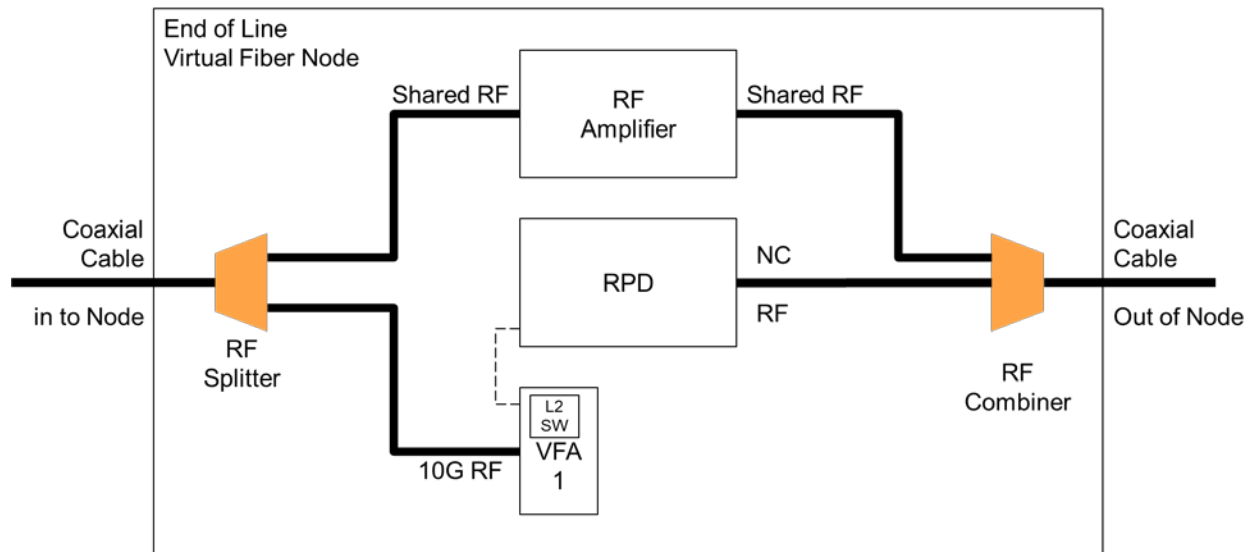 End of Line
Virtual Fiber Node
Shared RF
RF
Amplifier
Shared RF
Coaxial
Cable
in to Node
RF
Splitter
RPD
NC
RF
Coaxial
Cable
Out of Node
RF
Combiner
L2
SW
VFA
1
10G RF